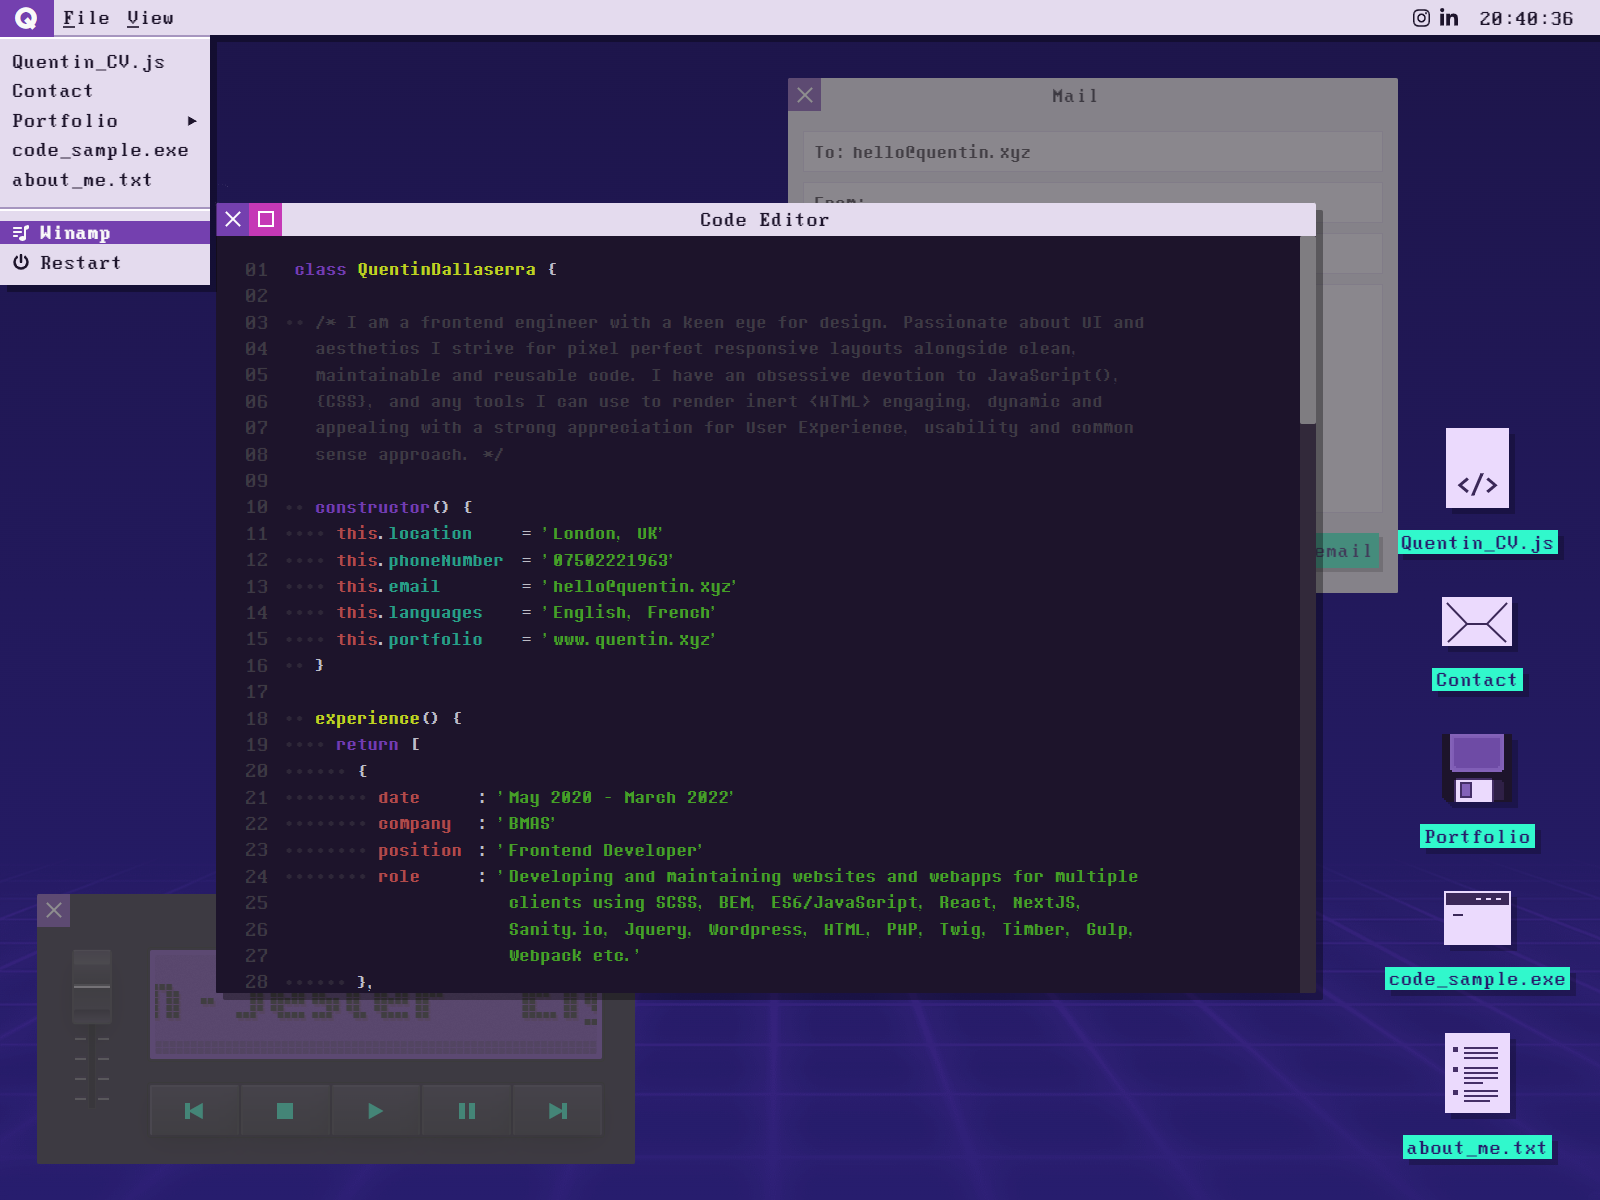 Q File View 20:40:36
Quentin_CV.js
Contact
Portfolio
code_sample.exe
about_me.txt
Winamp
Restart
Mail
To: hello@quentin.xyz
From:
email
Code Editor
01 class QuentinDallaserra {
02
03 /* I am a frontend engineer with a keen eye for design. Passionate about UI and
04 aesthetics I strive for pixel perfect responsive layouts alongside clean,
05 maintainable and reusable code. I have an obsessive devotion to JavaScript(),
06 {CSS}, and any tools I can use to render inert <HTML> engaging, dynamic and
07 appealing with a strong appreciation for User Experience, usability and common
08 sense approach. */
09
10 constructor() {
11 this.location = 'London, UK'
12 this.phoneNumber = '07502221963'
13 this.email = 'hello@quentin.xyz'
14 this.languages = 'English, French'
15 this.portfolio = 'www.quentin.xyz'
16 }
17
18 experience() {
19 return [
20 {
21 date : 'May 2020 - March 2022'
22 company : 'BMAS'
23 position : 'Frontend Developer'
24 role : 'Developing and maintaining websites and webapps for multiple
25 clients using SCSS, BEM, ES6/JavaScript, React, NextJS,
26 Sanity.io, Jquery, Wordpress, HTML, PHP, Twig, Timber, Gulp,
27 Webpack etc.'
28 },
</>
Quentin_CV.js
Contact
Portfolio
code_sample.exe
about_me.txt